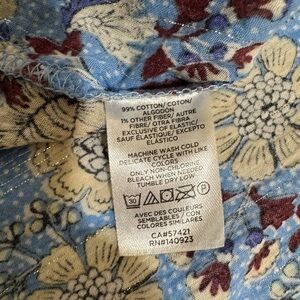 99% COTTON/ COTON/
ALGODÓN
1% OTHER FIBER/ AUTRE
FIBRE/ OTRA FIBRA
EXCLUSIVE OF ELASTIC/
SAUF ÉLASTIQUE/ EXCEPTO
ELÁSTICO
MACHINE WASH COLD
DELICATE CYCLE WITH LIKE
COLORS
ONLY NON-CHLORINE
BLEACH WHEN NEEDED
TUMBLE DRY LOW
30 P
AVEC DES COULEURS
SEMBLABLES / CON
COLORES SIMILARES
CA#57421
RN#140923